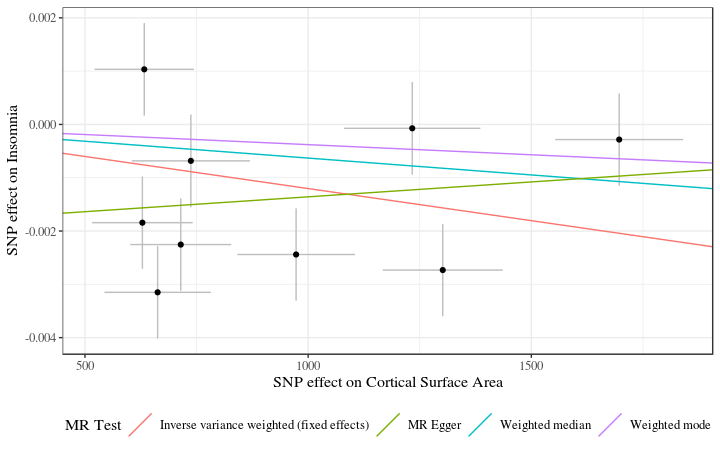 0.002
0.000
-0.002
-0.004
SNP effect on Insomnia
500 1000 1500
SNP effect on Cortical Surface Area
MR Test Inverse variance weighted (fixed effects) MR Egger Weighted median Weighted mode